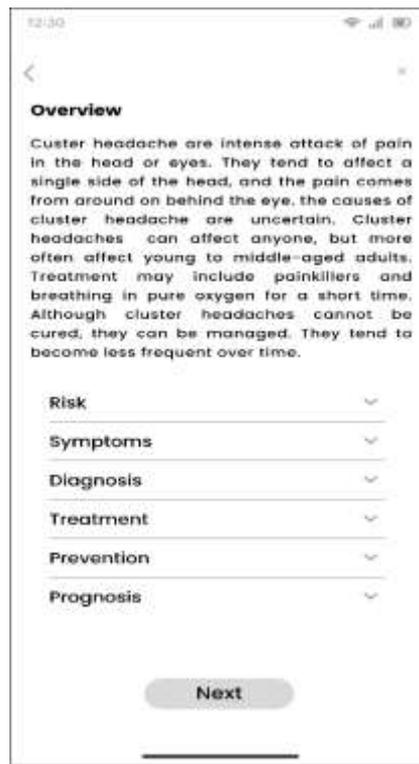 12:30
Overview
Custer headache are intense attack of pain
in the head or eyes. They tend to affect a
single side of the head, and the pain comes
from around on behind the eye. the causes of
cluster headache are uncertain. Cluster
headaches can affect anyone, but more
often affect young to middle-aged adults.
Treatment may include painkillers and
breathing in pure oxygen for a short time.
Although cluster headaches cannot be
cured, they can be managed. They tend to
become less frequent over time.
Risk
Symptoms
Diagnosis
Treatment
Prevention
Prognosis
Next